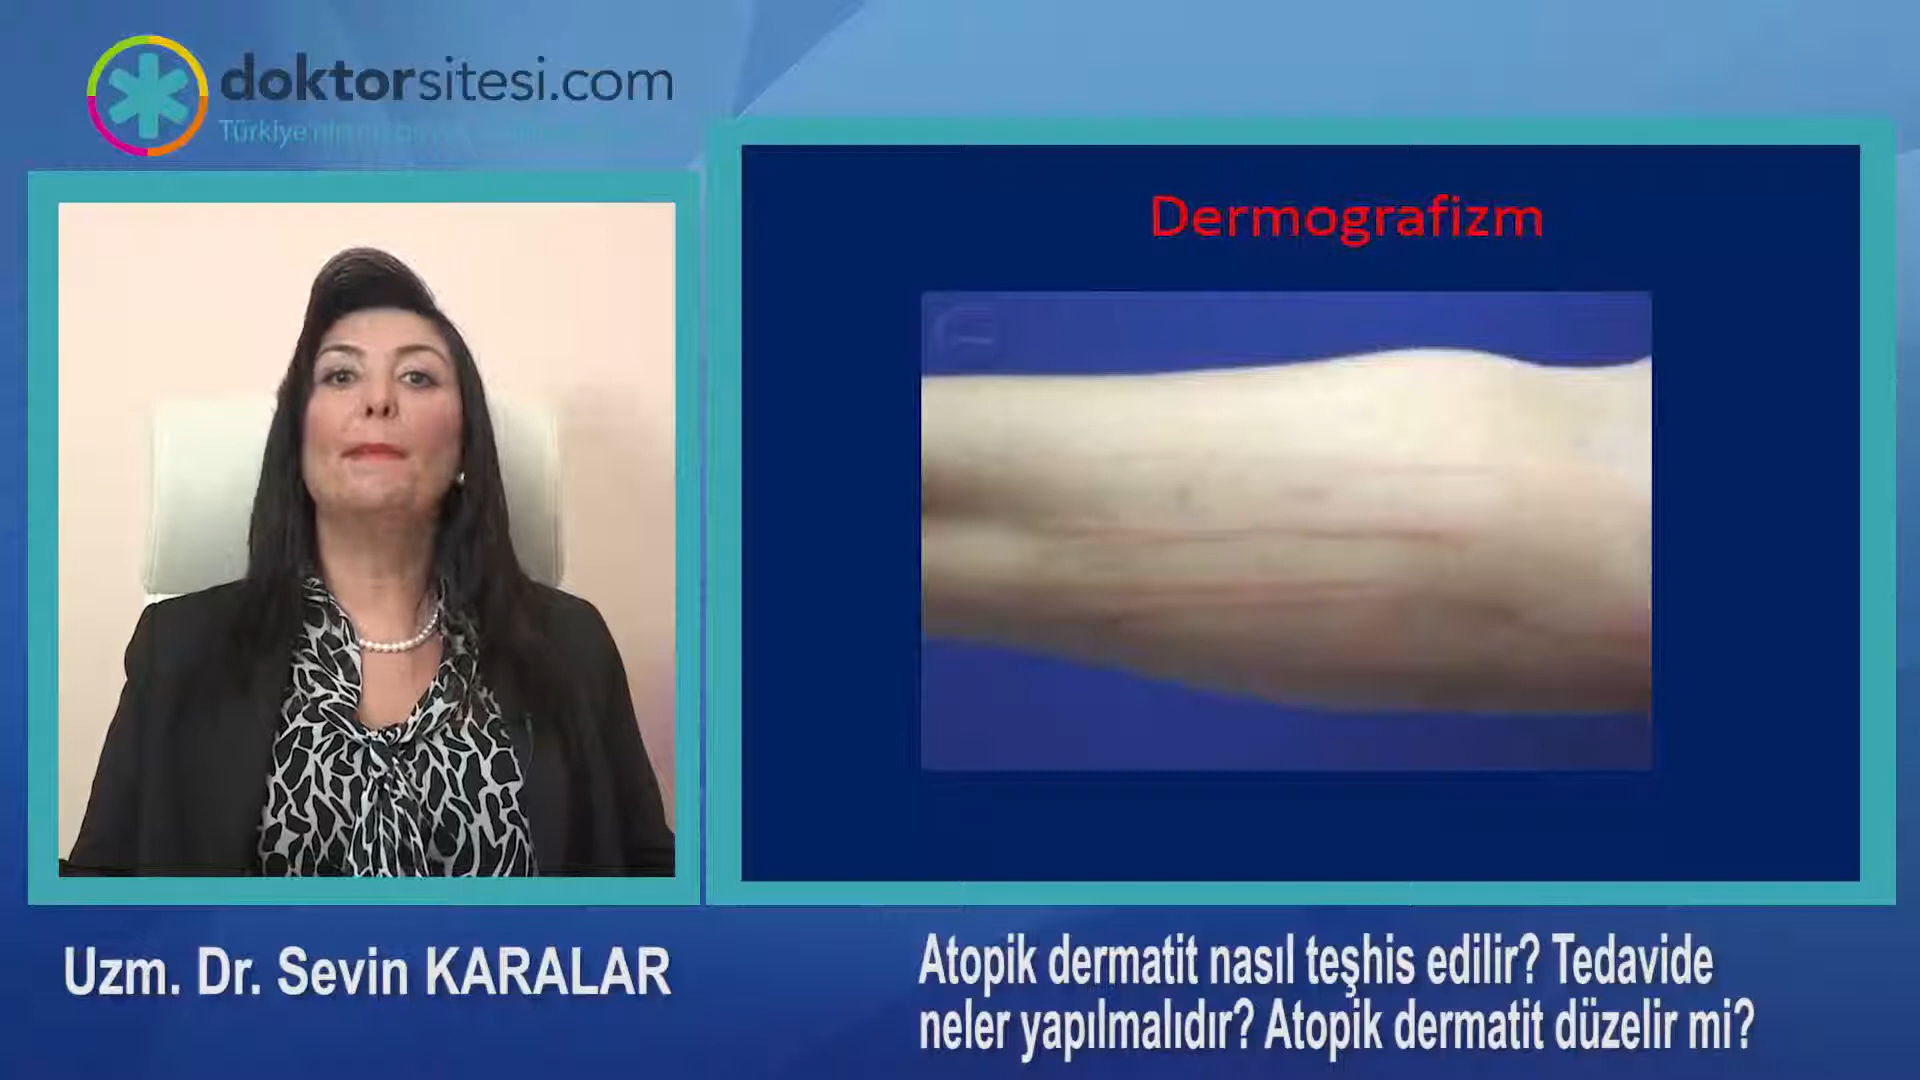 doktorsitesi.com
Dermografizm
Uzm. Dr. Sevin KARALAR
Atopik dermatit nasıl teşhis edilir? Tedavide
neler yapılmalıdır? Atopik dermatit düzelir mi?